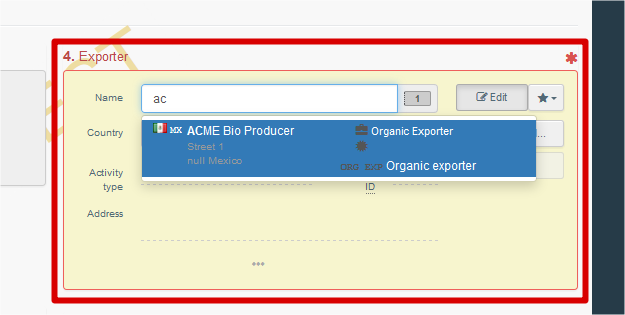 4. Exporter
Name ac 1 Edit
Country
MX ACME Bio Producer Organic Exporter
Street 1
null Mexico
ORG EXP Organic exporter
Activity type
ID
Address